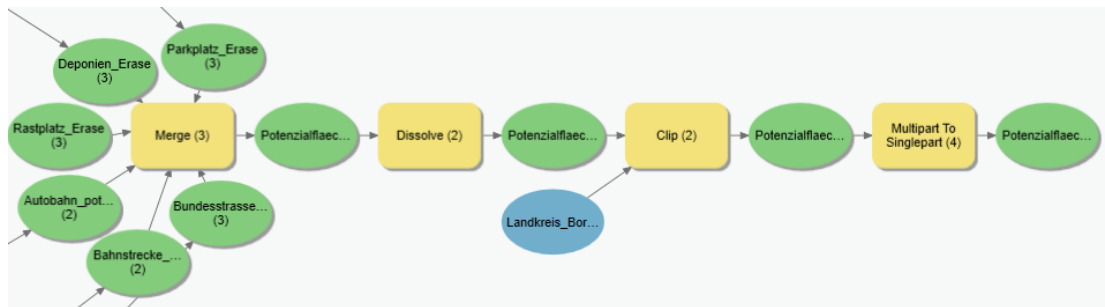 Parkplatz_Erase
(3)
Deponien_Erase
(3)
Rastplatz_Erase
(3)
Merge (3)
Potenzialflaec...
Dissolve (2)
Potenzialflaec...
Clip (2)
Potenzialflaec...
Multipart To
Singlepart (4)
Potenzialflaec...
Autobahn_pot...
(2)
Bundesstrasse...
(3)
Landkreis_Bor...
Bahnstrecke_...
(2)